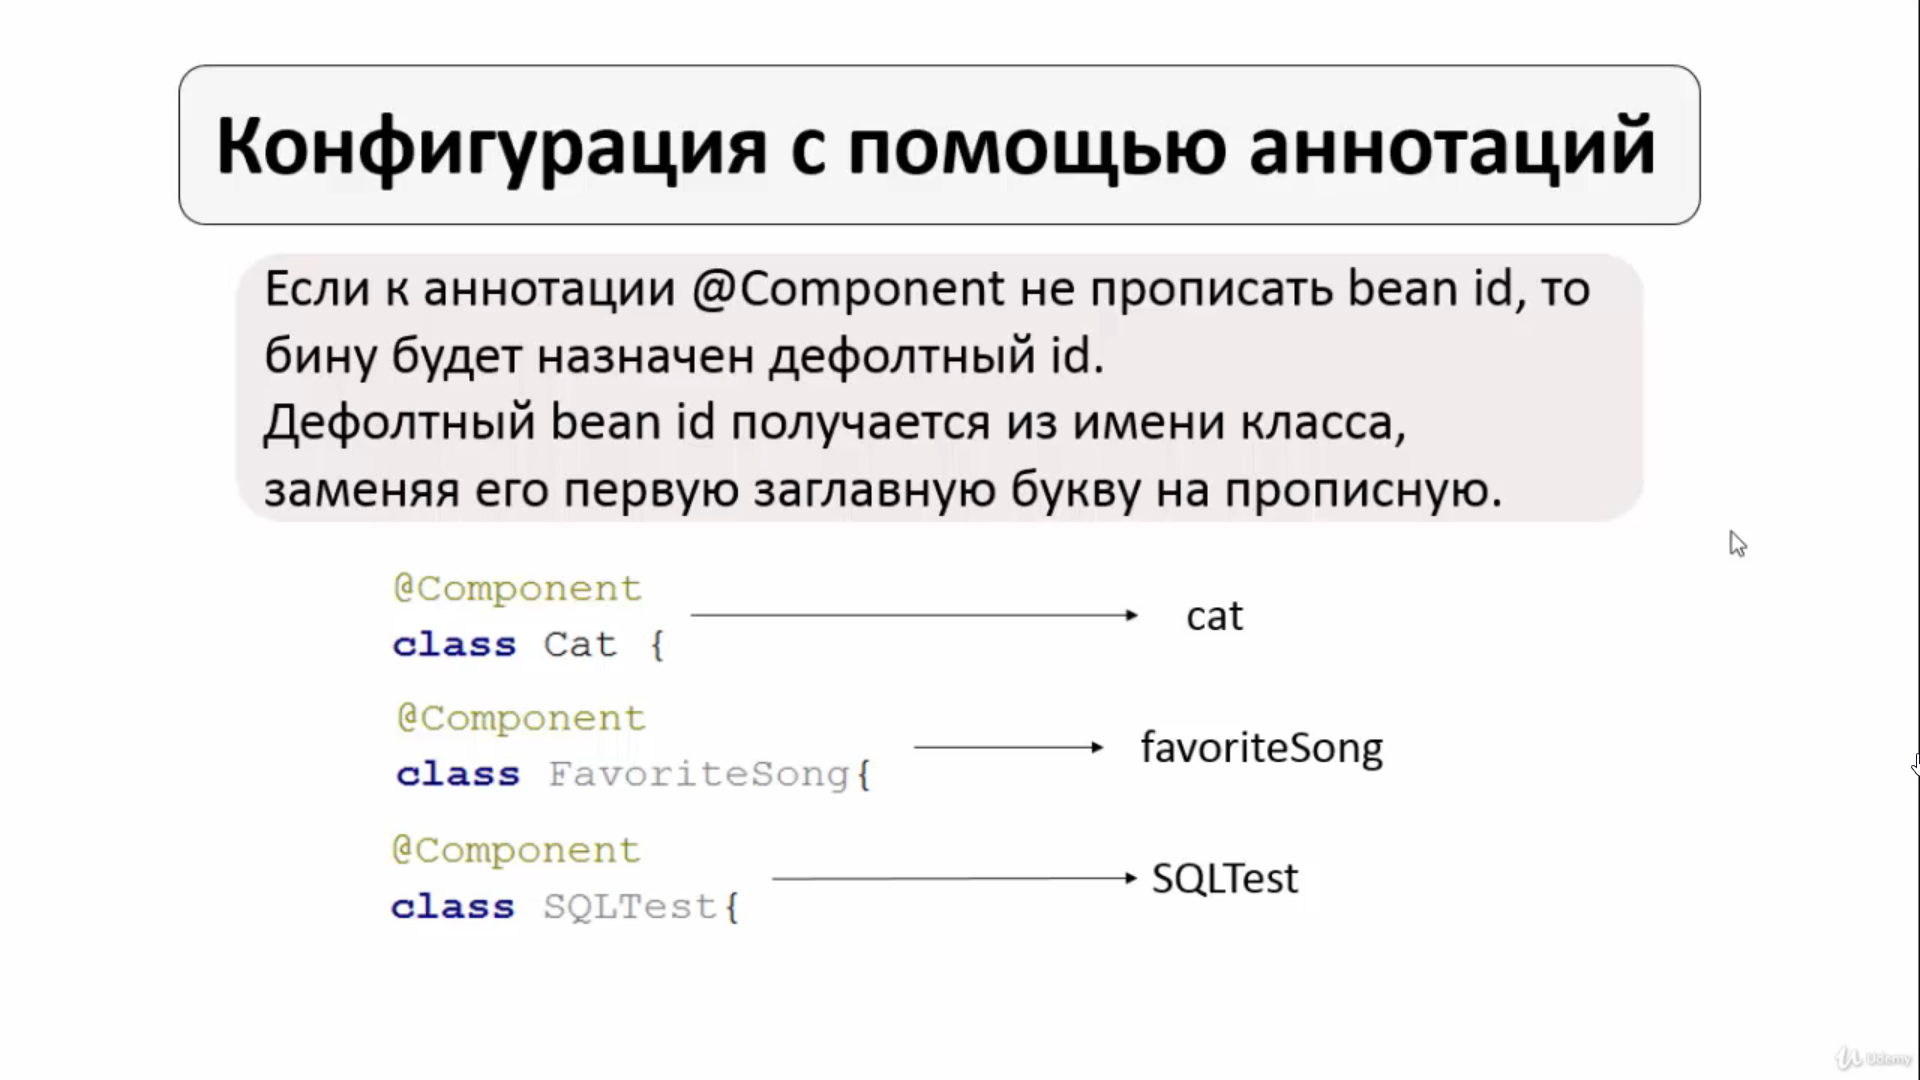 Конфигурация с помощью аннотаций
Если к аннотации @Component не прописать bean id, то
бину будет назначен дефолтный id.
Дефолтный bean id получается из имени класса,
заменяя его первую заглавную букву на прописную.
@Component
class Cat {
cat
@Component
class FavoriteSong{
favoriteSong
@Component
class SQLTest{
SQLTest
Udemy